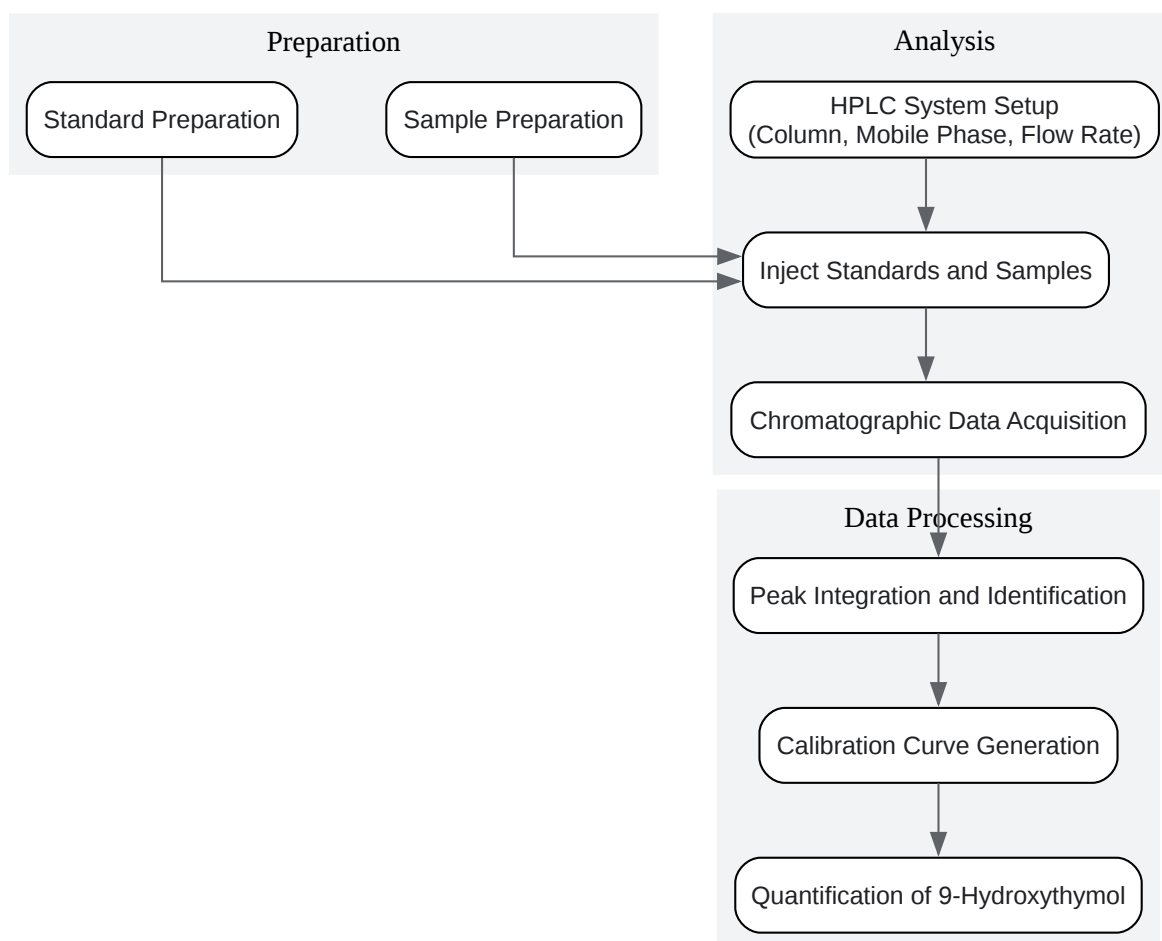 Preparation
Standard Preparation
Sample Preparation
Analysis
HPLC System Setup
(Column, Mobile Phase, Flow Rate)
Inject Standards and Samples
Chromatographic Data Acquisition
Data Processing
Peak Integration and Identification
Calibration Curve Generation
Quantification of 9-Hydroxythymol